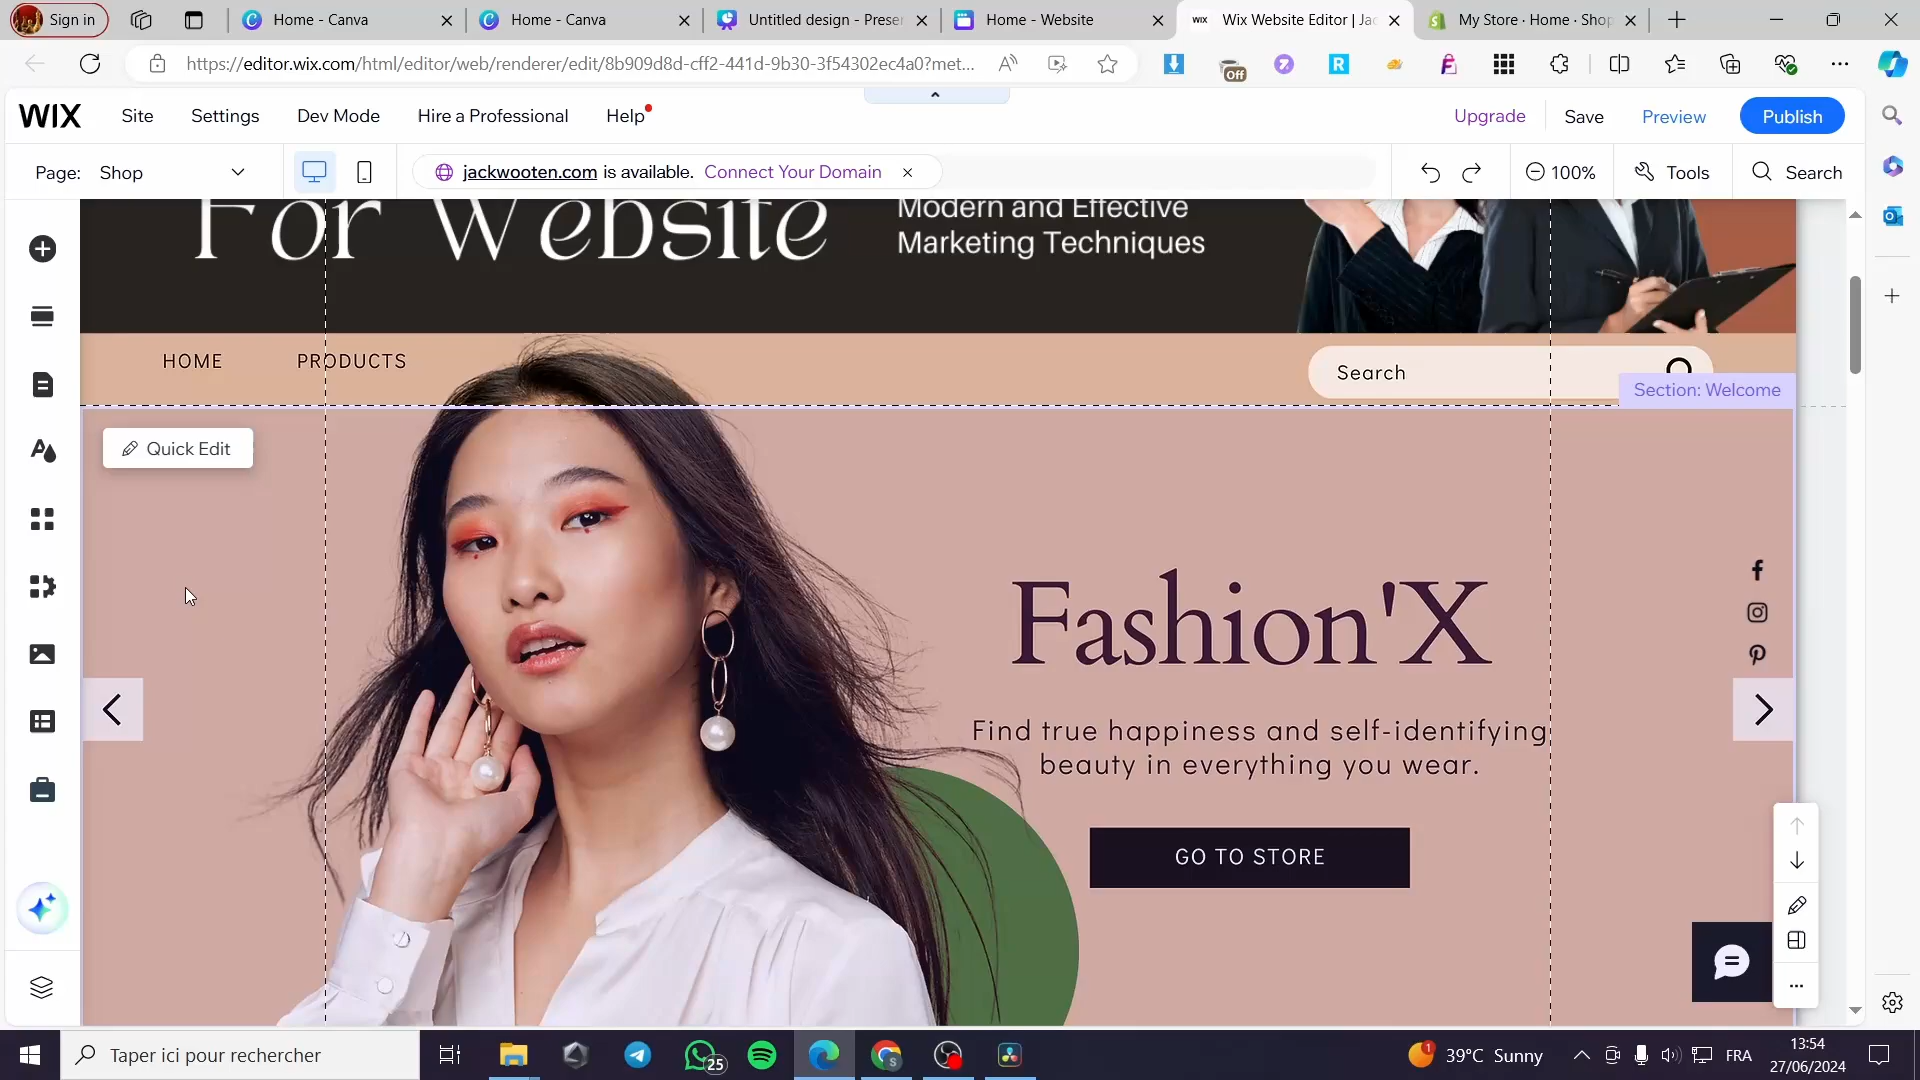 Sign in
Home - Canva
Home - Canva
Untitled design - Prese
Home - Website
Wix Website Editor | Ja
My Store · Home · Shop
https://editor.wix.com/html/editor/web/renderer/edit/8b909d8d-cff2-441d-9b30-3f54302ec4a0?met...
Off
WIX
Site
Settings
Dev Mode
Hire a Professional
Help
Upgrade
Save
Preview
Publish
Page: Shop
jackwooten.com is available. Connect Your Domain
100%
Tools
Search
For Website
Modern and Effective
Marketing Techniques
HOME
PRODUCTS
Search
Section: Welcome
Quick Edit
Fashion'X
Find true happiness and self-identifying
beauty in everything you wear.
GO TO STORE
Taper ici pour rechercher
25
1
39°C Sunny
FRA
13:54
27/06/2024